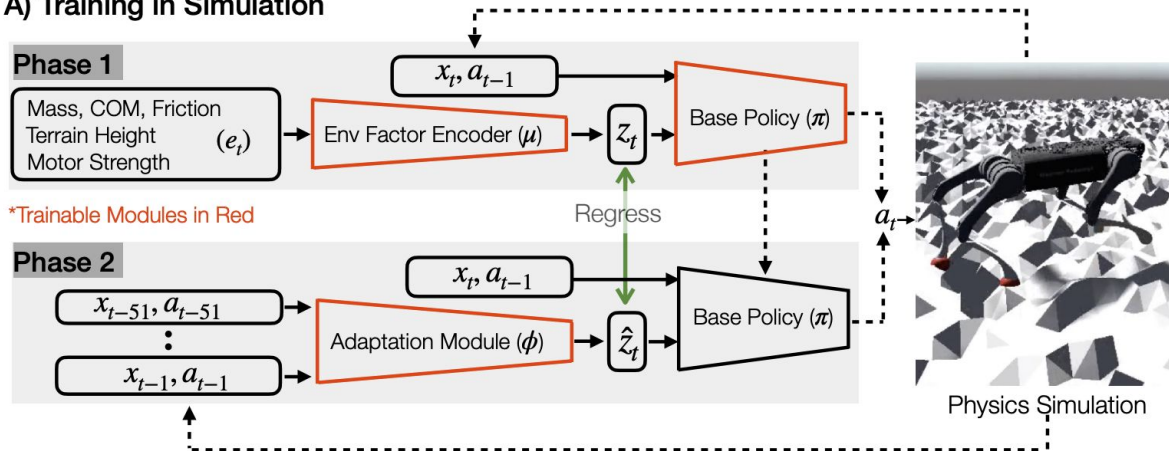 A) Training in Simulation
Phase 1
x_t, a_{t−1}
Mass, COM, Friction
Terrain Height
Motor Strength
(e_t)
Env Factor Encoder (μ)
z_t
Base Policy (π)
*Trainable Modules in Red
Regress
a_t
Phase 2
x_t, a_{t−1}
x_{t−51}, a_{t−51}
⋮
x_{t−1}, a_{t−1}
Adaptation Module (ϕ)
ẑ_t
Base Policy (π)
Physics Simulation